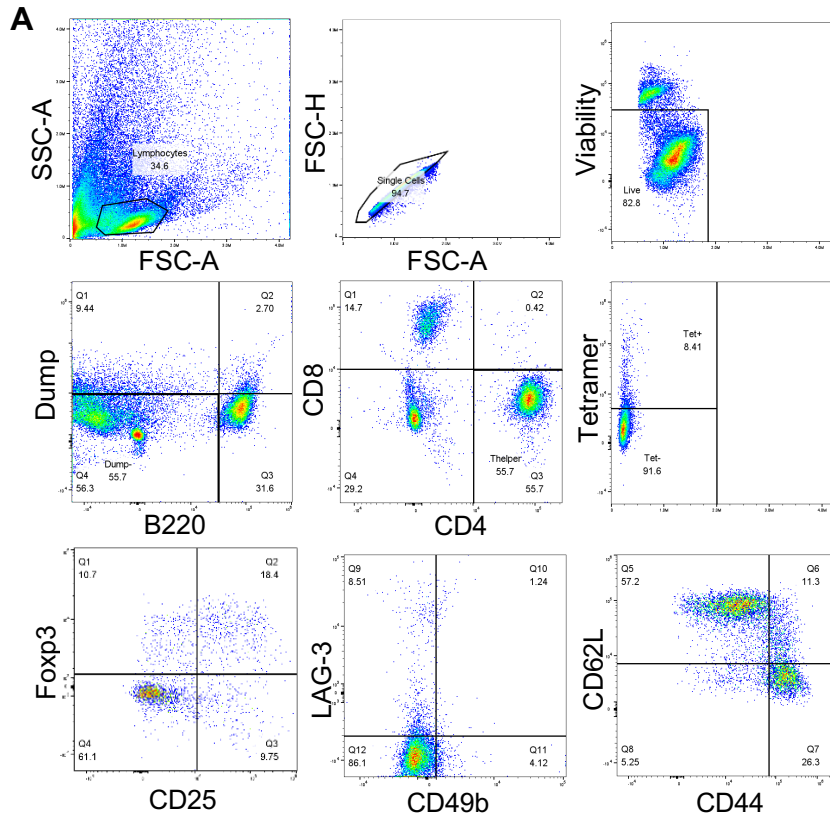 A
SSC-A
Lymphocytes
34.6
FSC-A
FSC-H
Single Cells
94.7
FSC-A
Viability
Live
82.8
Dump
Q1
9.44
Q2
2.70
Dump-
55.7
Q4
56.3
Q3
31.6
B220
CD8
Q1
14.7
Q2
0.42
Thelper
55.7
Q4
29.2
Q3
55.7
CD4
Tetramer
Tet+
8.41
Tet-
91.6
Foxp3
Q1
10.7
Q2
18.4
Q4
61.1
Q3
9.75
CD25
LAG-3
Q9
8.51
Q10
1.24
Q12
86.1
Q11
4.12
CD49b
CD62L
Q5
57.2
Q6
11.3
Q8
5.25
Q7
26.3
CD44